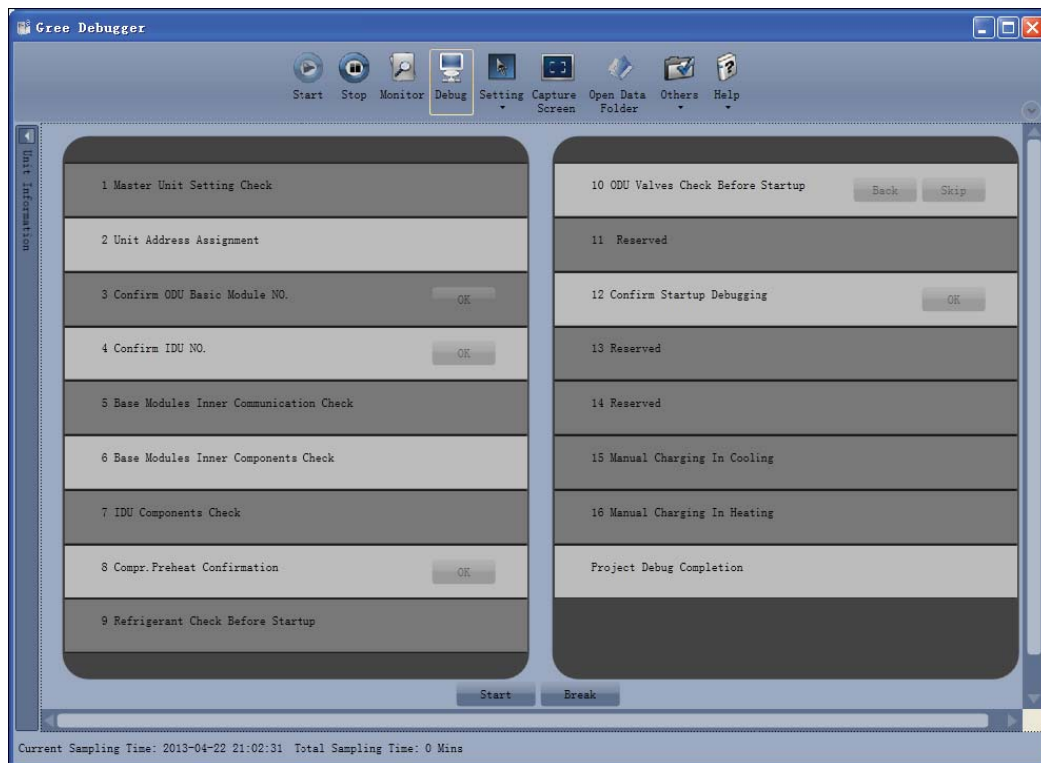 Gree Debugger
Start Stop Monitor Debug Setting Capture Screen Open Data Folder Others Help
Unit Information
1 Master Unit Setting Check
2 Unit Address Assignment
3 Confirm ODU Basic Module NO. OK
4 Confirm IDU NO. OK
5 Base Modules Inner Communication Check
6 Base Modules Inner Components Check
7 IDU Components Check
8 Compr.Preheat Confirmation OK
9 Refrigerant Check Before Startup
10 ODU Valves Check Before Startup Back Skip
11 Reserved
12 Confirm Startup Debugging OK
13 Reserved
14 Reserved
15 Manual Charging In Cooling
16 Manual Charging In Heating
Project Debug Completion
Start Break
Current Sampling Time: 2013-04-22 21:02:31 Total Sampling Time: 0 Mins